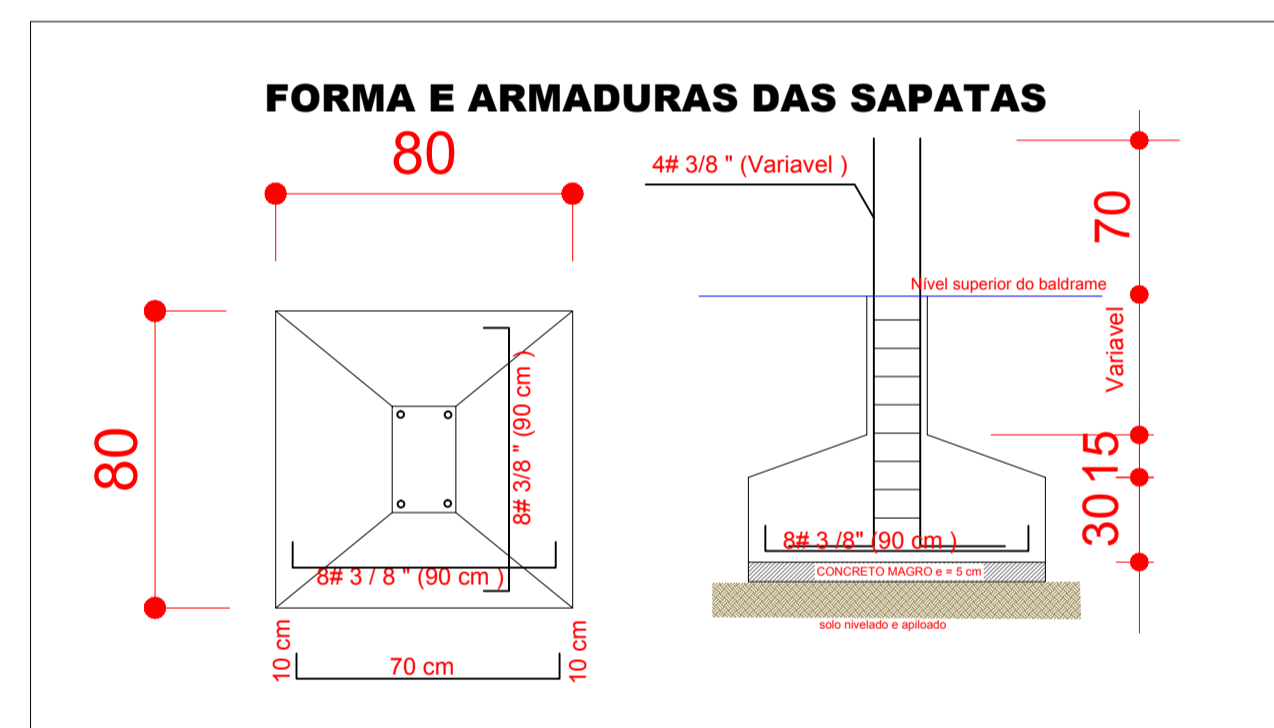 FORMA E ARMADURAS DAS SAPATAS
80
80
8# 3/8 " (90 cm )
8# 3 / 8 " (90 cm )
10 cm
70 cm
10 cm
4# 3/8 " (Variavel )
Nível superior do baldrame
70
Variavel
15
30
8# 3 /8" (90 cm )
CONCRETO MAGRO e = 5 cm
solo nivelado e apiloado